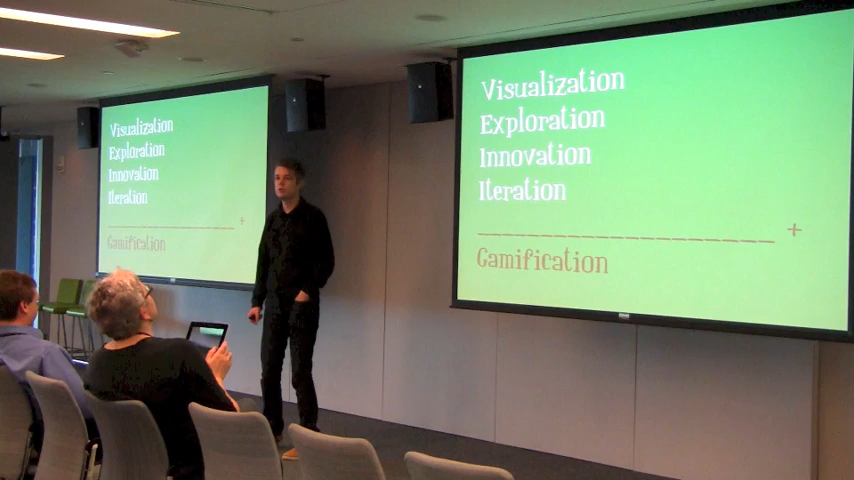 Visualization
Exploration
Innovation
Iteration
+
Gamification
Visualization
Exploration
Innovation
Iteration
+
Gamification